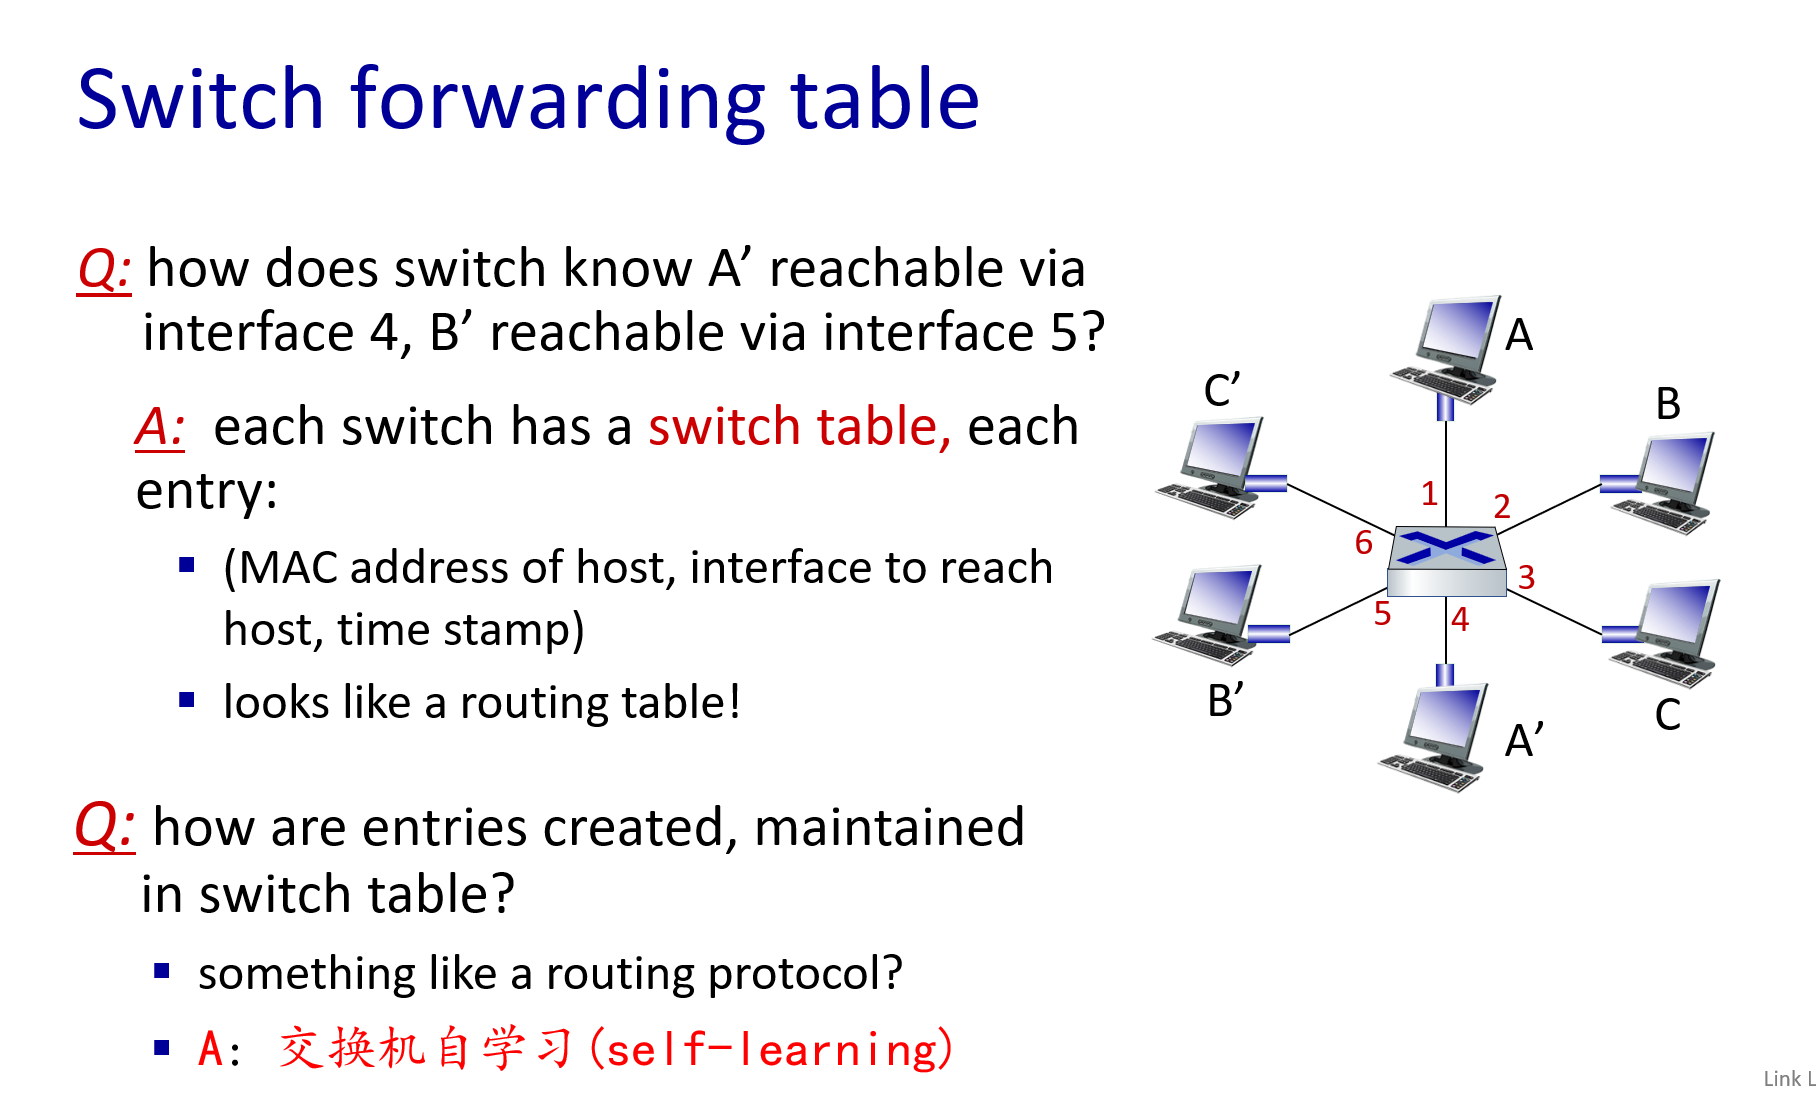 Switch forwarding table
Q: how does switch know A’ reachable via
interface 4, B’ reachable via interface 5?
A: each switch has a switch table, each
entry:
(MAC address of host, interface to reach
host, time stamp)
looks like a routing table!
Q: how are entries created, maintained
in switch table?
something like a routing protocol?
A: 交换机自学习(self-learning)
A
C’
B
1
2
6
3
5
4
B’
C
A’
Link L